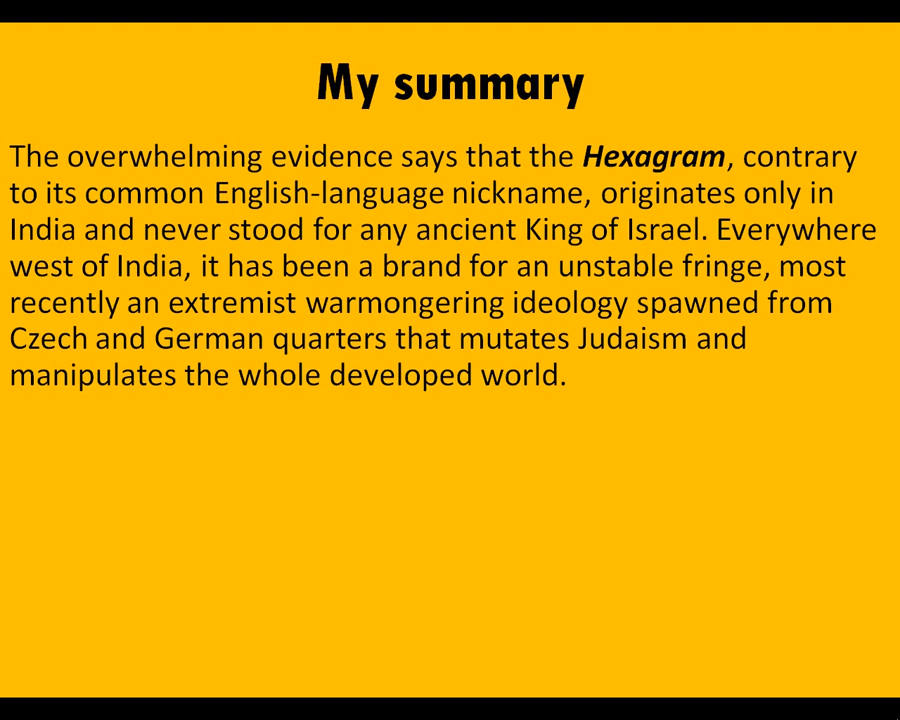 My summary
The overwhelming evidence says that the Hexagram, contrary
to its common English-language nickname, originates only in
India and never stood for any ancient King of Israel. Everywhere
west of India, it has been a brand for an unstable fringe, most
recently an extremist warmongering ideology spawned from
Czech and German quarters that mutates Judaism and
manipulates the whole developed world.